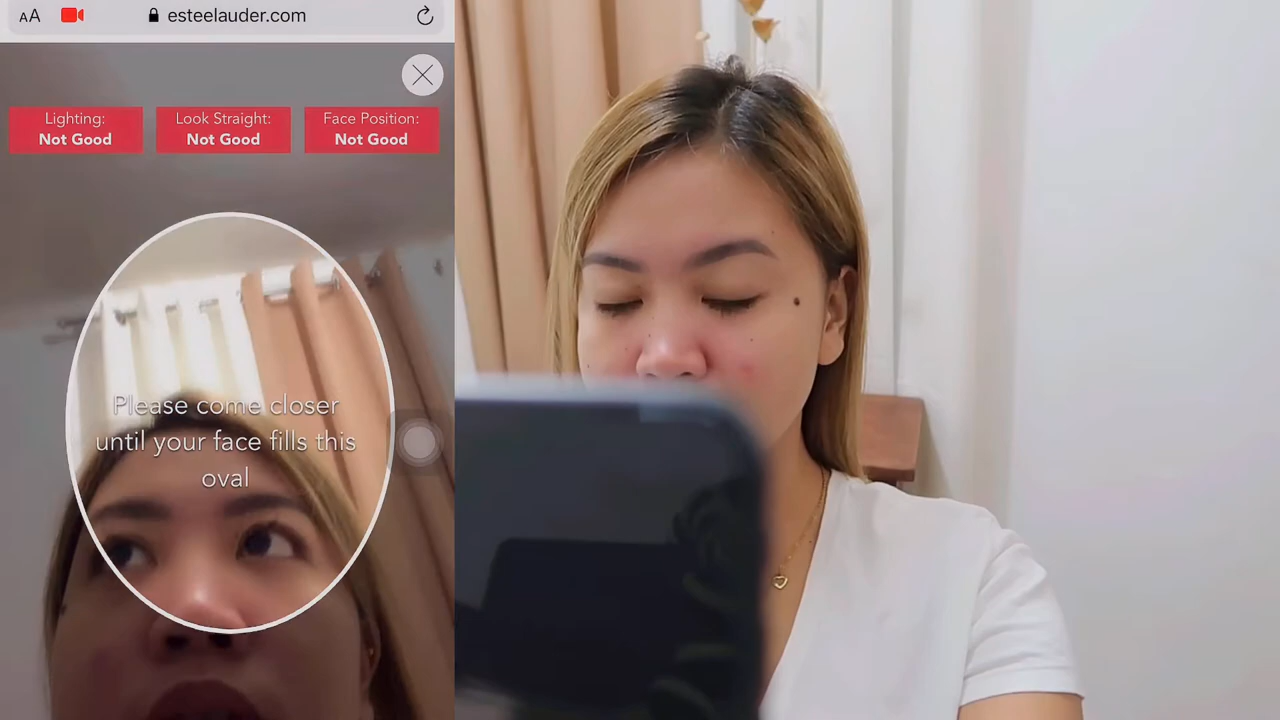 AA
esteelauder.com
Lighting:
Not Good
Look Straight:
Not Good
Face Position:
Not Good
Please come closer
until your face fills this
oval